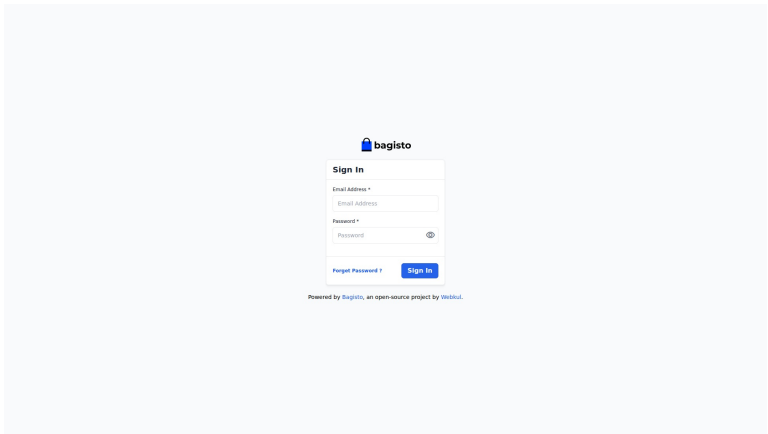 bagisto
Sign In
Email Address *
Email Address
Password *
Password
Forget Password ?
Sign In
Powered by Bagisto, an open-source project by Webkul.